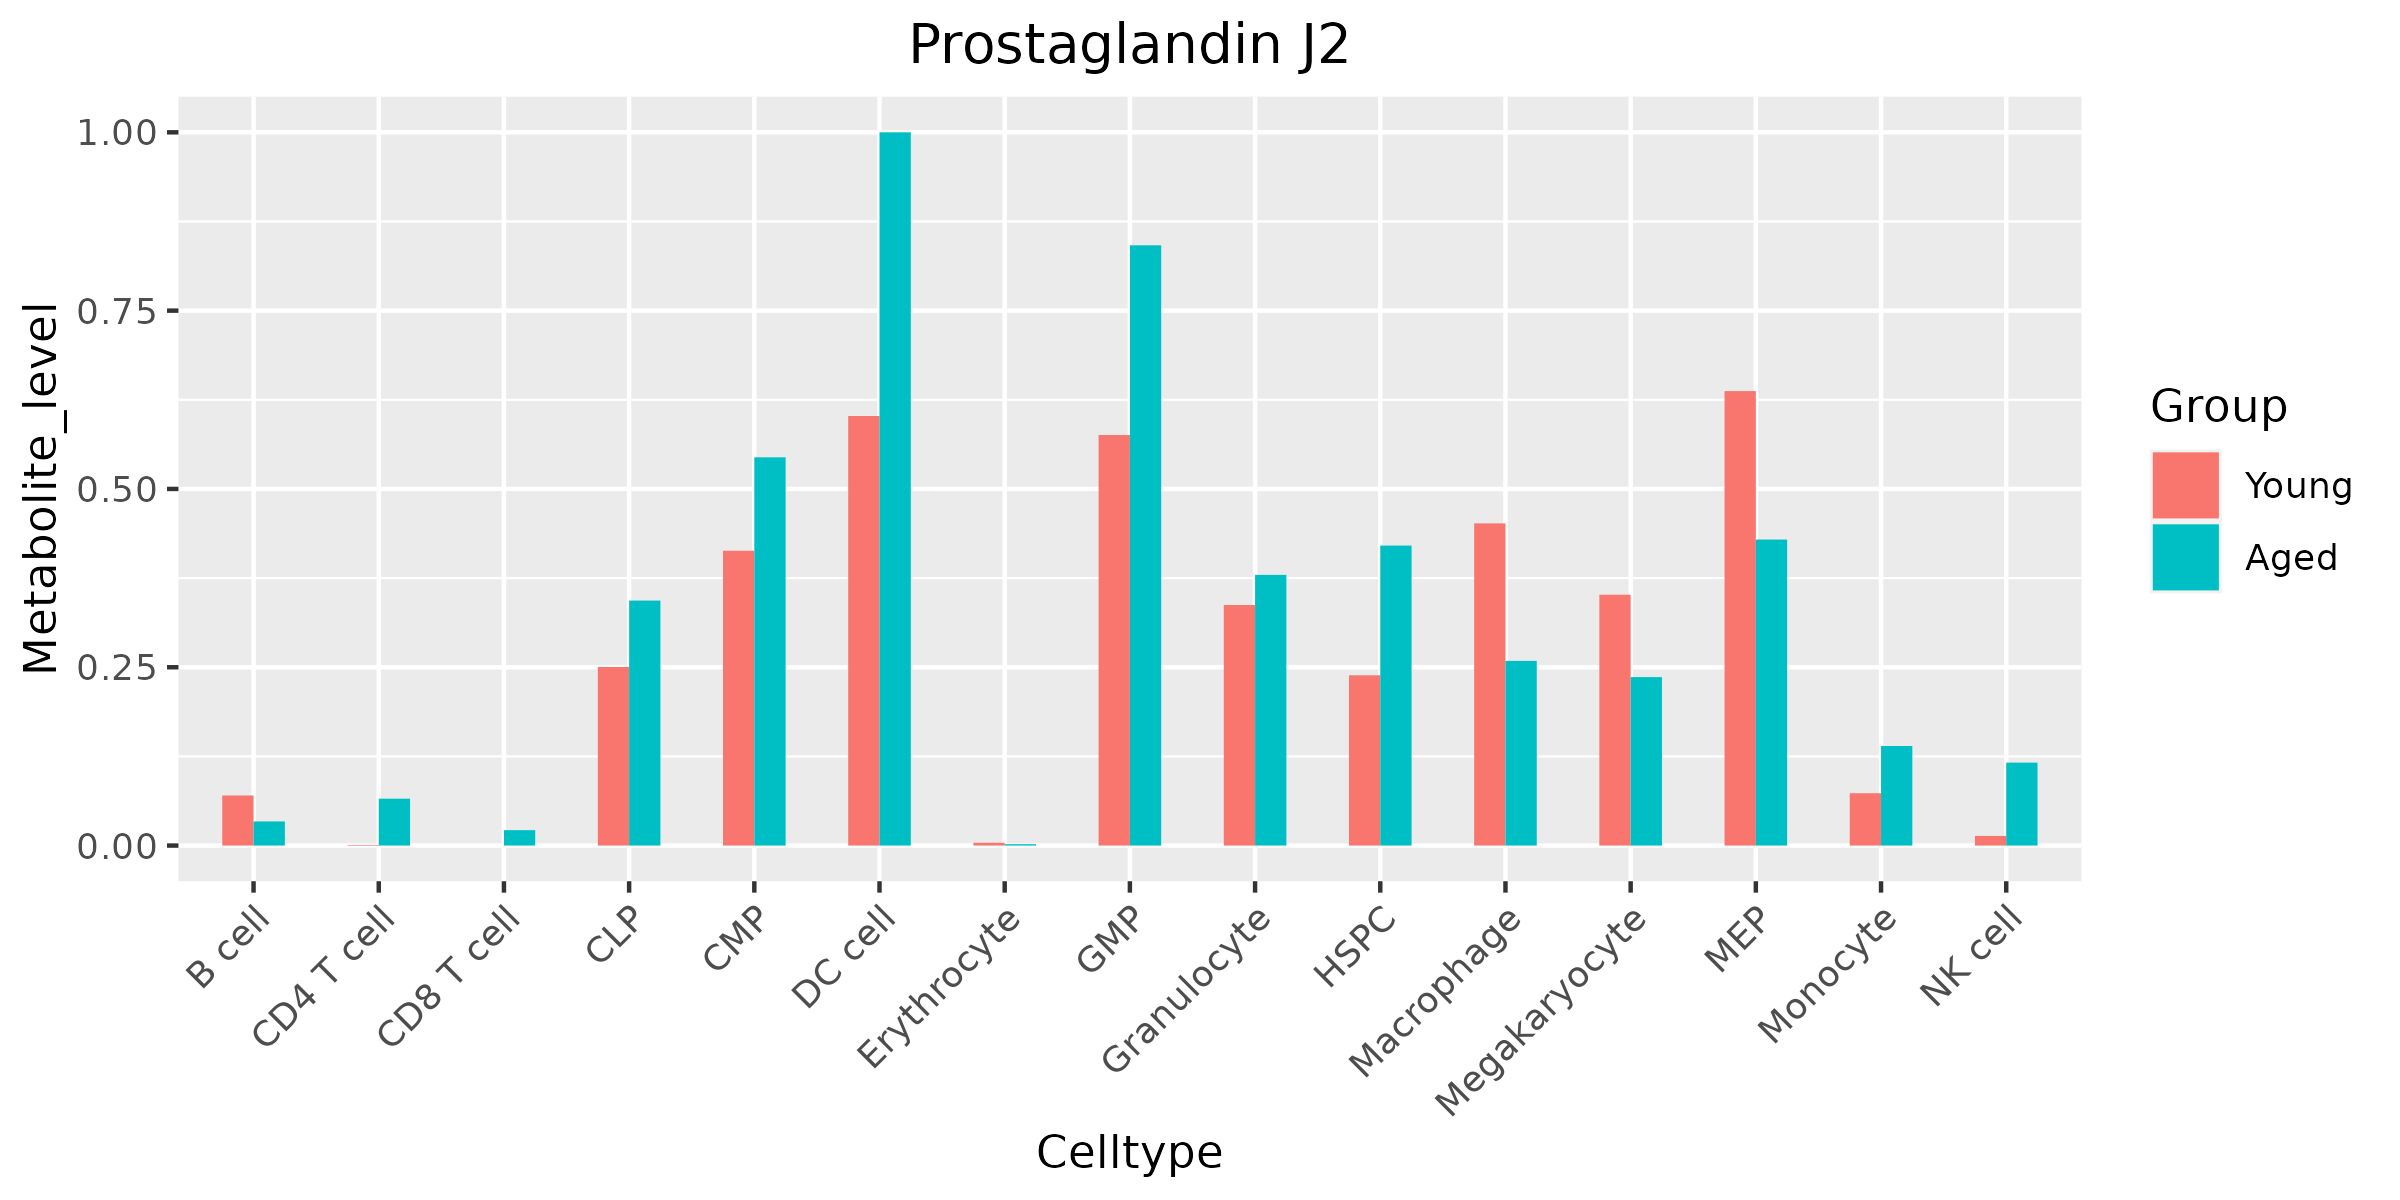 Prostaglandin J2
Metabolite_level
1.00
0.75
0.50
0.25
0.00
B cell
CD4 T cell
CD8 T cell
CLP
CMP
DC cell
Erythrocyte
GMP
Granulocyte
HSPC
Macrophage
Megakaryocyte
MEP
Monocyte
NK cell
Celltype
Group
Young
Aged